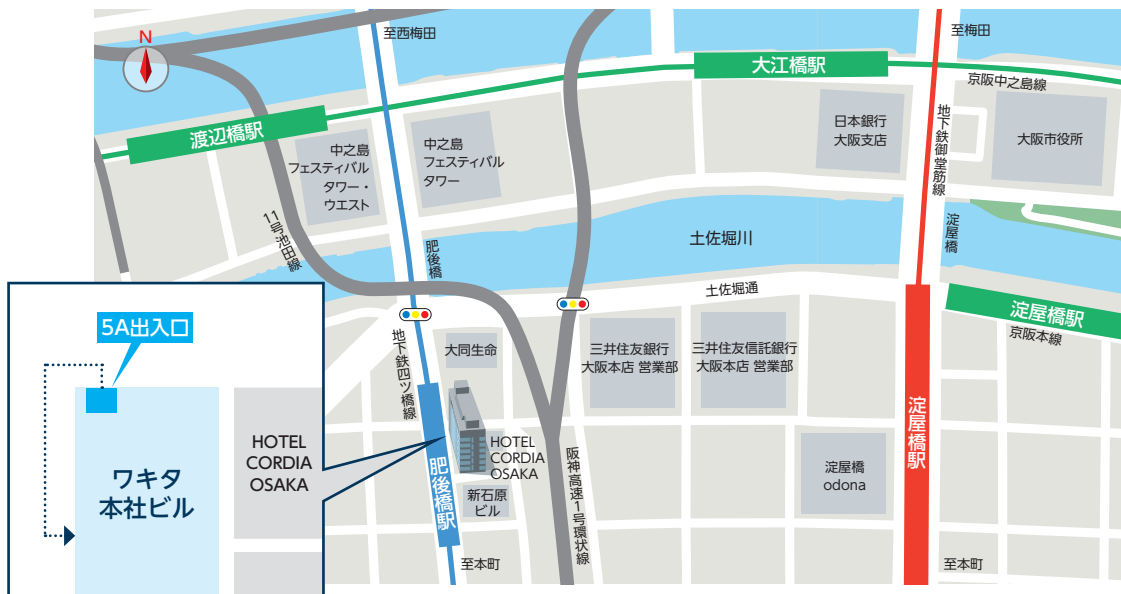 N
至西梅田
至梅田
大江橋駅
京阪中之島線
渡辺橋駅
中之島
フェスティバル
タワー・
ウエスト
中之島
フェスティバル
タワー
日本銀行
大阪支店
地下鉄御堂筋線
大阪市役所
11号池田線
肥後橋
土佐堀川
淀屋橋
土佐堀通
淀屋橋駅
京阪本線
5A出入口
地下鉄四ツ橋線
大同生命
三井住友銀行
大阪本店 営業部
三井住友信託銀行
大阪本店 営業部
淀屋橋駅
HOTEL
CORDIA
OSAKA
ワキタ
本社ビル
HOTEL
CORDIA
OSAKA
肥後橋駅
新石原
ビル
阪神高速1号環状線
淀屋橋
odona
至本町
至本町